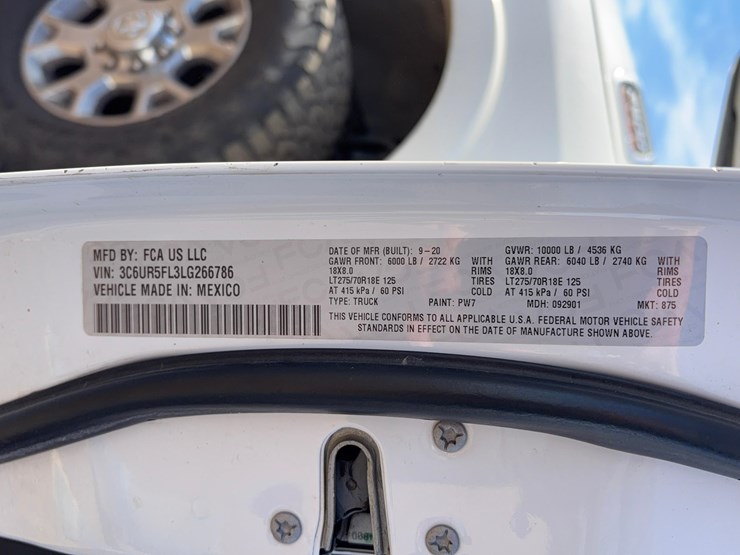 MFD BY: FCA US LLC
VIN: 3C6UR5FL3LG266786
VEHICLE MADE IN: MEXICO
DATE OF MFR (BUILT): 9-20
GAWR FRONT: 6000 LB / 2722 KG WITH
18X8.0 RIMS
LT275/70R18E 125 TIRES
AT 415 kPa / 60 PSI COLD
TYPE: TRUCK PAINT: PW7
GVWR: 10000 LB / 4536 KG
GAWR REAR: 6040 LB / 2740 KG WITH
18X8.0 RIMS
LT275/70R18E 125 TIRES
AT 415 kPa / 60 PSI COLD
MDH: 092901 MKT: 875
THIS VEHICLE CONFORMS TO ALL APPLICABLE U.S.A. FEDERAL MOTOR VEHICLE SAFETY
STANDARDS IN EFFECT ON THE DATE OF MANUFACTURE SHOWN ABOVE.